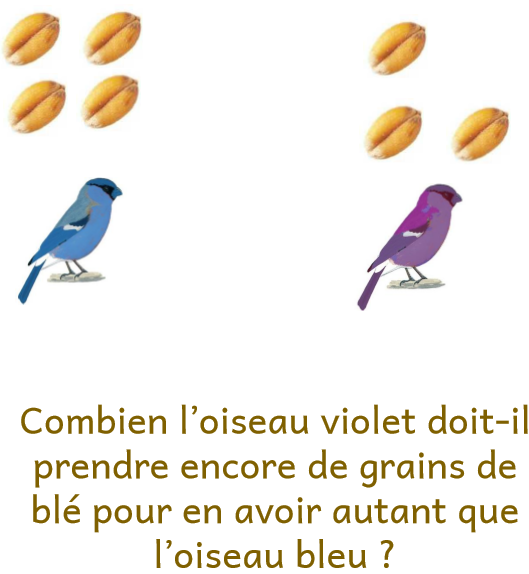 Combien l’oiseau violet doit-il
prendre encore de grains de
blé pour en avoir autant que
l’oiseau bleu ?